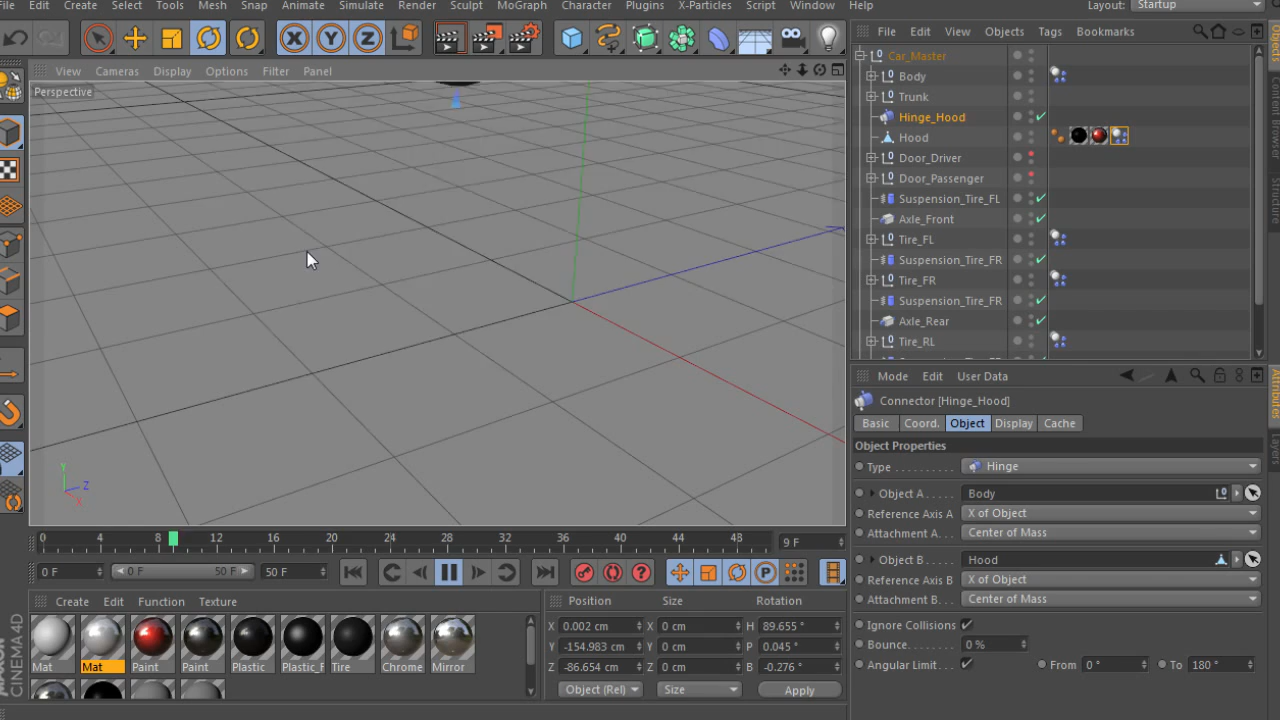 File Edit Create Select Tools Mesh Snap Animate Simulate Render Sculpt MoGraph Character Plugins X-Particles Script Window Help Layout: Startup
File Edit View Objects Tags Bookmarks
View Cameras Display Options Filter Panel
Perspective
X Y Z
Car_Master
Body
Trunk
Hinge_Hood
Hood
Door_Driver
Door_Passenger
Suspension_Tire_FL
Axle_Front
Tire_FL
Suspension_Tire_FR
Tire_FR
Suspension_Tire_FR
Axle_Rear
Tire_RL
Objects
Content Browser
Structure
Attributes
Layers
Mode Edit User Data
Connector [Hinge_Hood]
Basic Coord. Object Display Cache
Object Properties
Type . . . . . . . . . . Hinge
Object A . . . . . Body
Reference Axis A X of Object
Attachment A . . Center of Mass
Object B . . . . . Hood
Reference Axis B X of Object
Attachment B . . Center of Mass
Ignore Collisions
Bounce. . . . . . . 0 %
Angular Limit . . From 0 ° To 180 °
Y Z X
0 4 8 12 16 20 24 28 32 36 40 44 48 9 F
0 F 0 F 50 F 50 F
P
Create Edit Function Texture
Mat Mat Paint Paint Plastic Plastic_F Tire Chrome Mirror
Position Size Rotation
X 0.002 cm X 0 cm H 89.655 °
Y -154.983 cm Y 0 cm P 0.045 °
Z -86.654 cm Z 0 cm B -0.276 °
Object (Rel) Size Apply
MAXON
CINEMA 4D